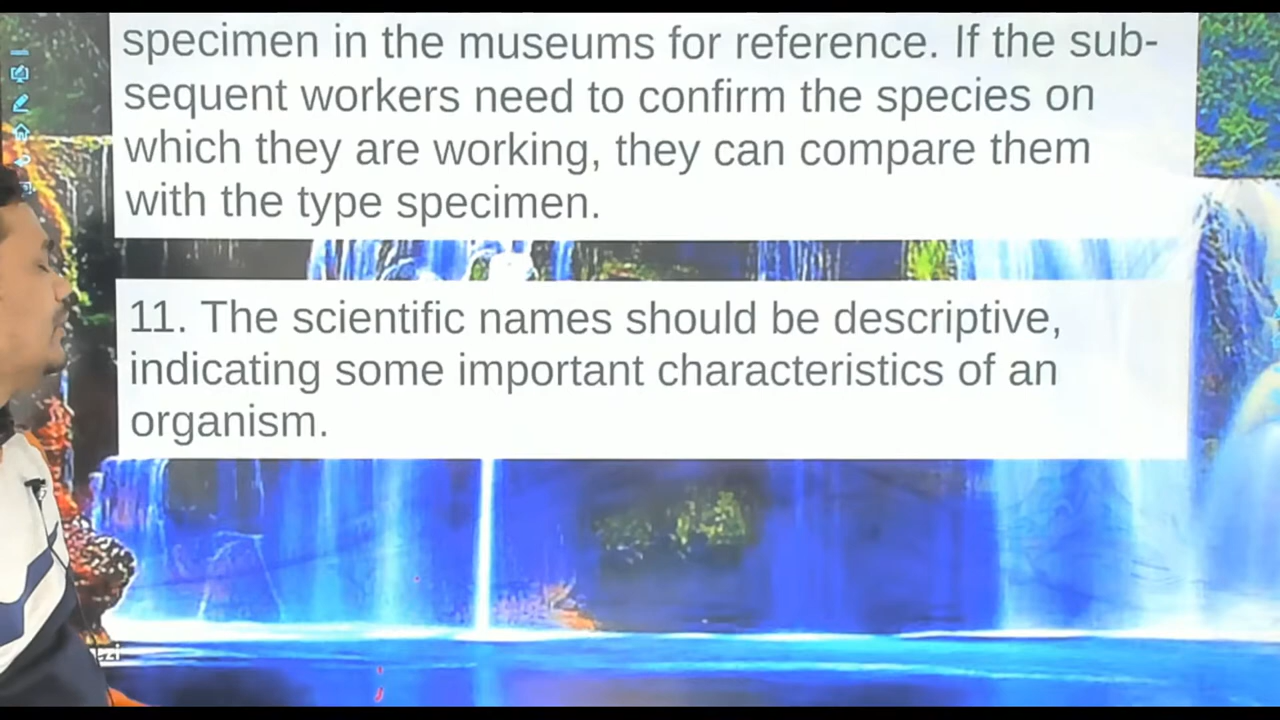 specimen in the museums for reference. If the sub-
sequent workers need to confirm the species on
which they are working, they can compare them
with the type specimen.
11. The scientific names should be descriptive,
indicating some important characteristics of an
organism.